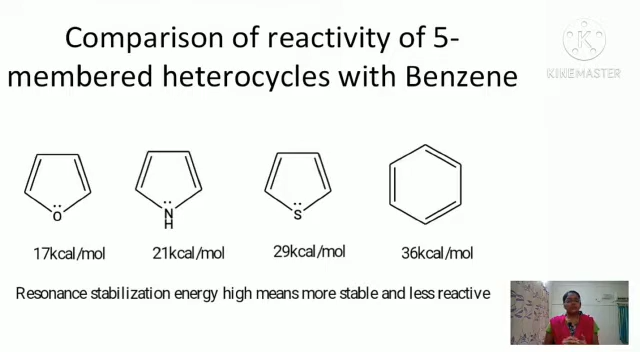 Comparison of reactivity of 5-
membered heterocycles with Benzene
K
KINEMASTER
O
N
H
S
17kcal/mol
21kcal/mol
29kcal/mol
36kcal/mol
Resonance stabilization energy high means more stable and less reactive